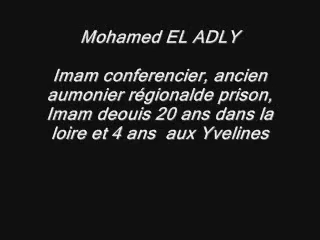 Mohamed EL ADLY
Imam conferencier, ancien
aumonier régionalde prison,
Imam deouis 20 ans dans la
loire et 4 ans  aux Yvelines